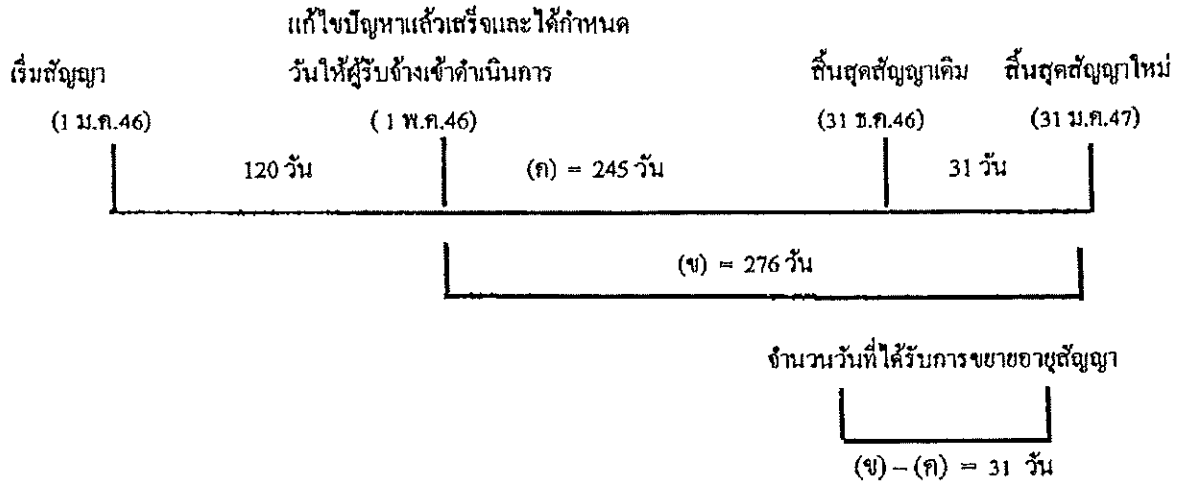 แก้ไขปัญหาแล้วเสร็จและได้กำหนด
เริ่มสัญญา วันให้ผู้รับจ้างเข้าดำเนินการ สิ้นสุดสัญญาเดิม สิ้นสุดสัญญาใหม่
(1 ม.ค.46) ( 1 พ.ค.46) (31 ธ.ค.46) (31 ม.ค.47)
120 วัน (ค) = 245 วัน 31 วัน
(ข) = 276 วัน
จำนวนวันที่ได้รับการขยายอายุสัญญา
(ข) – (ค) = 31 วัน